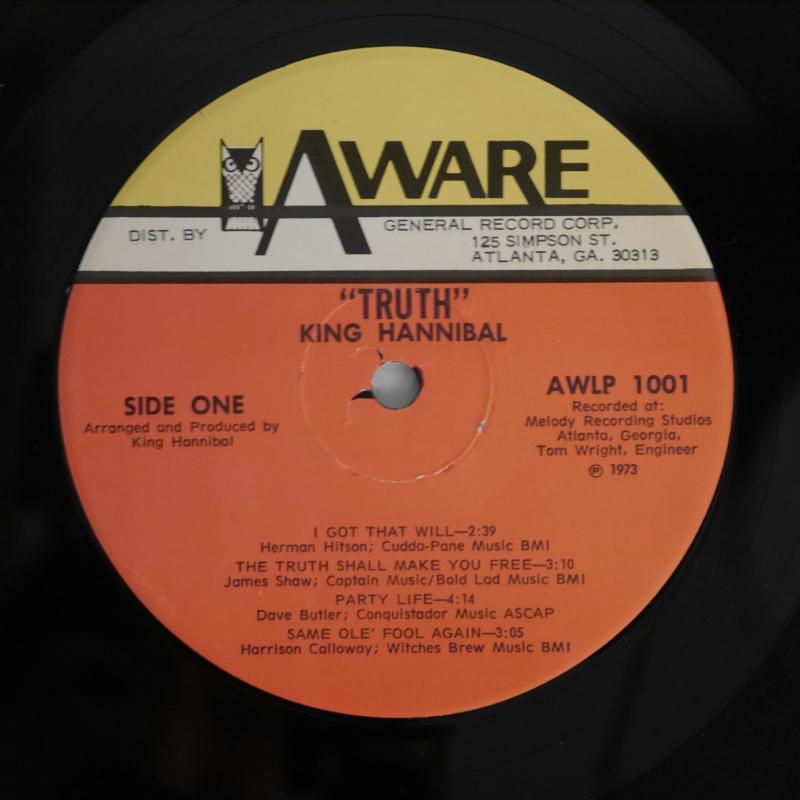 AWARE
DIST. BY
GENERAL RECORD CORP.
125 SIMPSON ST.
ATLANTA, GA. 30313
"TRUTH"
KING HANNIBAL
SIDE ONE
Arranged and Produced by
King Hannibal
AWLP 1001
Recorded at:
Melody Recording Studios
Atlanta, Georgia,
Tom Wright, Engineer
℗ 1973
I GOT THAT WILL—2:39
Herman Hitson; Cudda-Pane Music BMI
THE TRUTH SHALL MAKE YOU FREE—3:10
James Shaw; Captain Music/Bold Lad Music BMI
PARTY LIFE—4:14
Dave Butler; Conquistador Music ASCAP
SAME OLE' FOOL AGAIN—3:05
Harrison Calloway; Witches Brew Music BMI